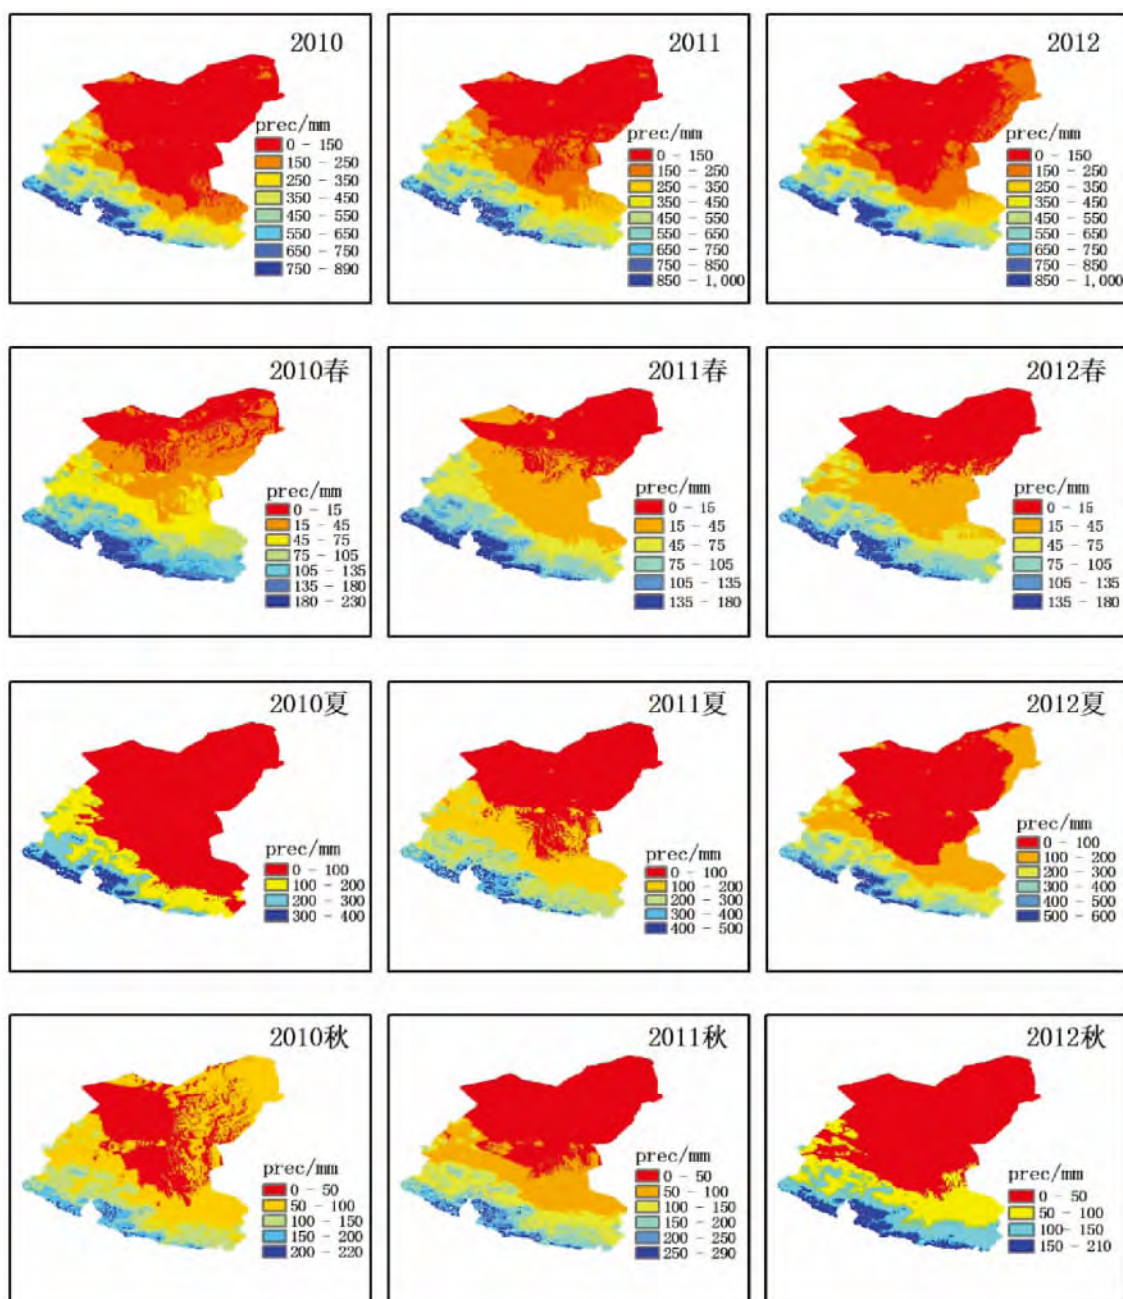 2010
prec/mm
0 - 150
150 - 250
250 - 350
350 - 450
450 - 550
550 - 650
650 - 750
750 - 890
2011
prec/mm
0 - 150
150 - 250
250 - 350
350 - 450
450 - 550
550 - 650
650 - 750
750 - 850
850 - 1,000
2012
prec/mm
0 - 150
150 - 250
250 - 350
350 - 450
450 - 550
550 - 650
650 - 750
750 - 850
850 - 1,000
2010春
prec/mm
0 - 15
15 - 45
45 - 75
75 - 105
105 - 135
135 - 180
180 - 230
2011春
prec/mm
0 - 15
15 - 45
45 - 75
75 - 105
105 - 135
135 - 180
2012春
prec/mm
0 - 15
15 - 45
45 - 75
75 - 105
105 - 135
135 - 180
2010夏
prec/mm
0 - 100
100 - 200
200 - 300
300 - 400
2011夏
prec/mm
0 - 100
100 - 200
200 - 300
300 - 400
400 - 500
2012夏
prec/mm
0 - 100
100 - 200
200 - 300
300 - 400
400 - 500
500 - 600
2010秋
prec/mm
0 - 50
50 - 100
100 - 150
150 - 200
200 - 220
2011秋
prec/mm
0 - 50
50 - 100
100 - 150
150 - 200
200 - 250
250 - 290
2012秋
prec/mm
0 - 50
50 - 100
100- 150
150 - 210